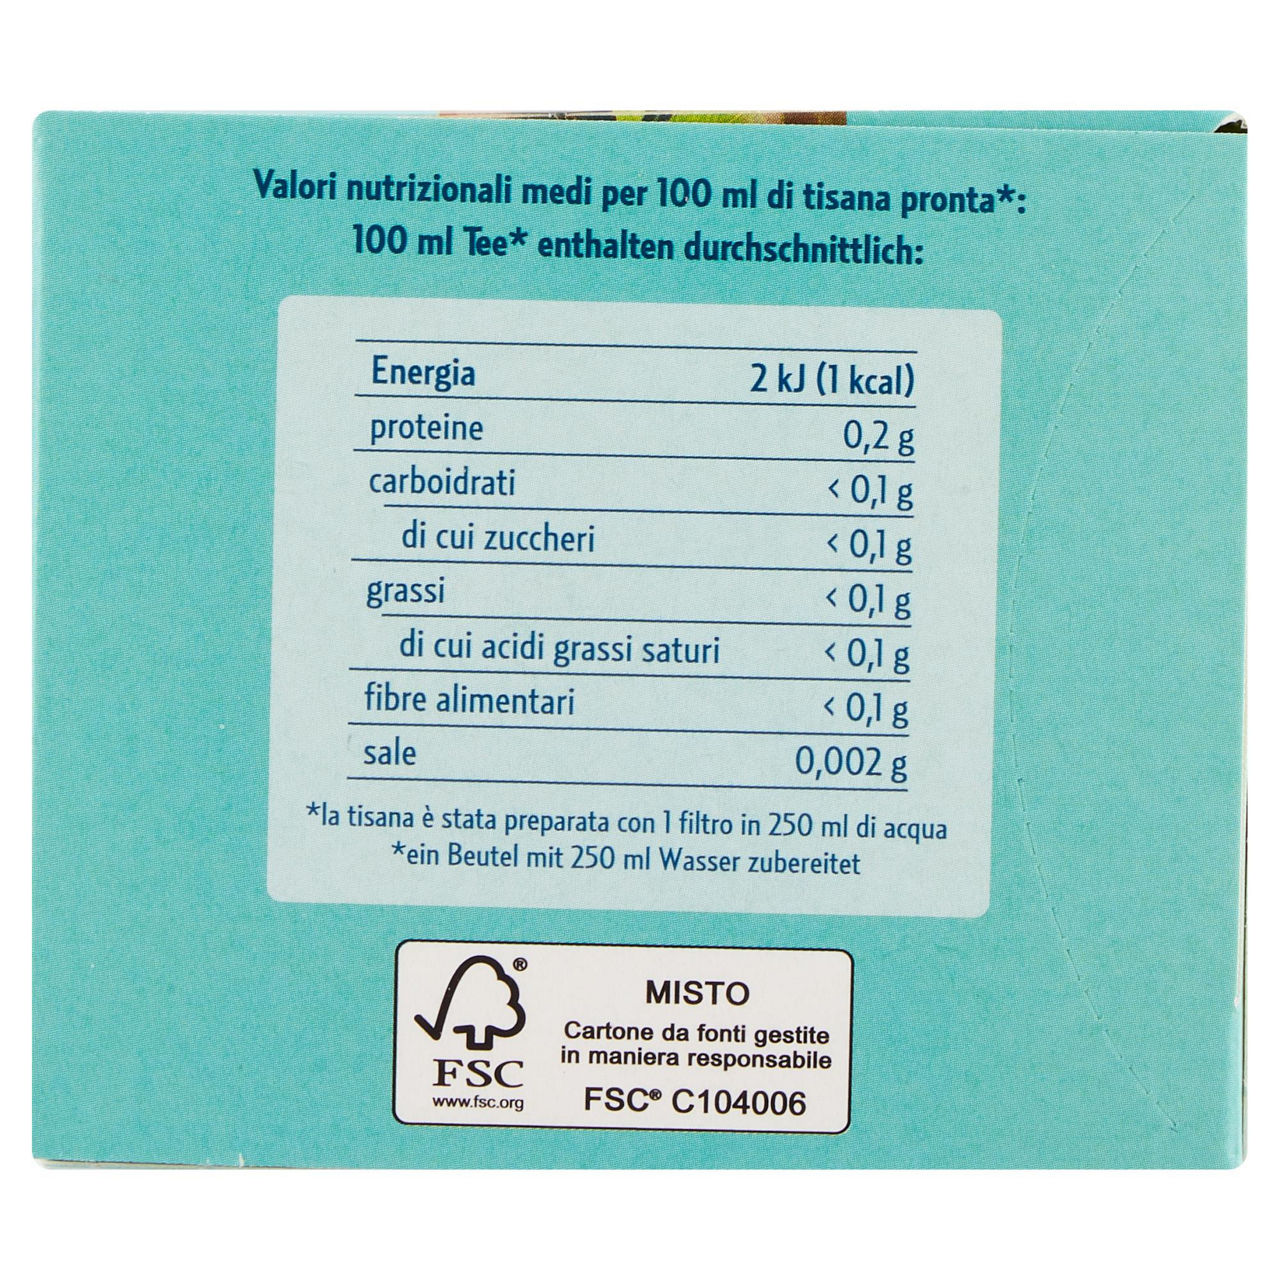 Valori nutrizionali medi per 100 ml di tisana pronta*:
100 ml Tee* enthalten durchschnittlich:
Energia 2 kJ (1 kcal)
proteine 0,2 g
carboidrati < 0,1 g
di cui zuccheri < 0,1 g
grassi < 0,1 g
di cui acidi grassi saturi < 0,1 g
fibre alimentari < 0,1 g
sale 0,002 g
*la tisana è stata preparata con 1 filtro in 250 ml di acqua
*ein Beutel mit 250 ml Wasser zubereitet
®
FSC
www.fsc.org
MISTO
Cartone da fonti gestite
in maniera responsabile
FSC® C104006